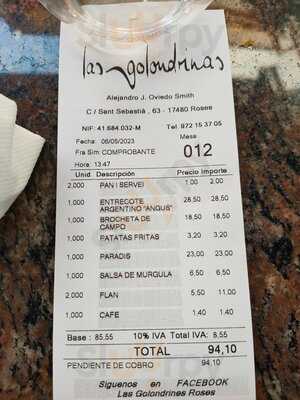 las golondrinas
Alejandro J. Oviedo Smith
C / Sant Sebastià , 63 - 17480 Roses
NIF: 41.684.032-M Tel. 972 15 37 05
Fecha: 06/05/2023 Mesa
Fra Sim: COMPROBANTE 012
Hora: 13:47
Unid Descripción Precio Importe
2,000 PAN I SERVEI 1,00 2,00
1,000 ENTRECOTE ARGENTINO "ANGUS" 28,50 28,50
1,000 BROCHETA DE CAMPO 18,50 18,50
1,000 PATATAS FRITAS 3,20 3,20
1,000 PARADIS 23,00 23,00
1,000 SALSA DE MURGULA 6,50 6,50
2,000 FLAN 5,50 11,00
1,000 CAFE 1,40 1,40
Base : 85,55 10% IVA Total IVA: 8,55
TOTAL 94,10
PENDIENTE DE COBRO 94,10
Siguenos en FACEBOOK
Las Golondrines Roses